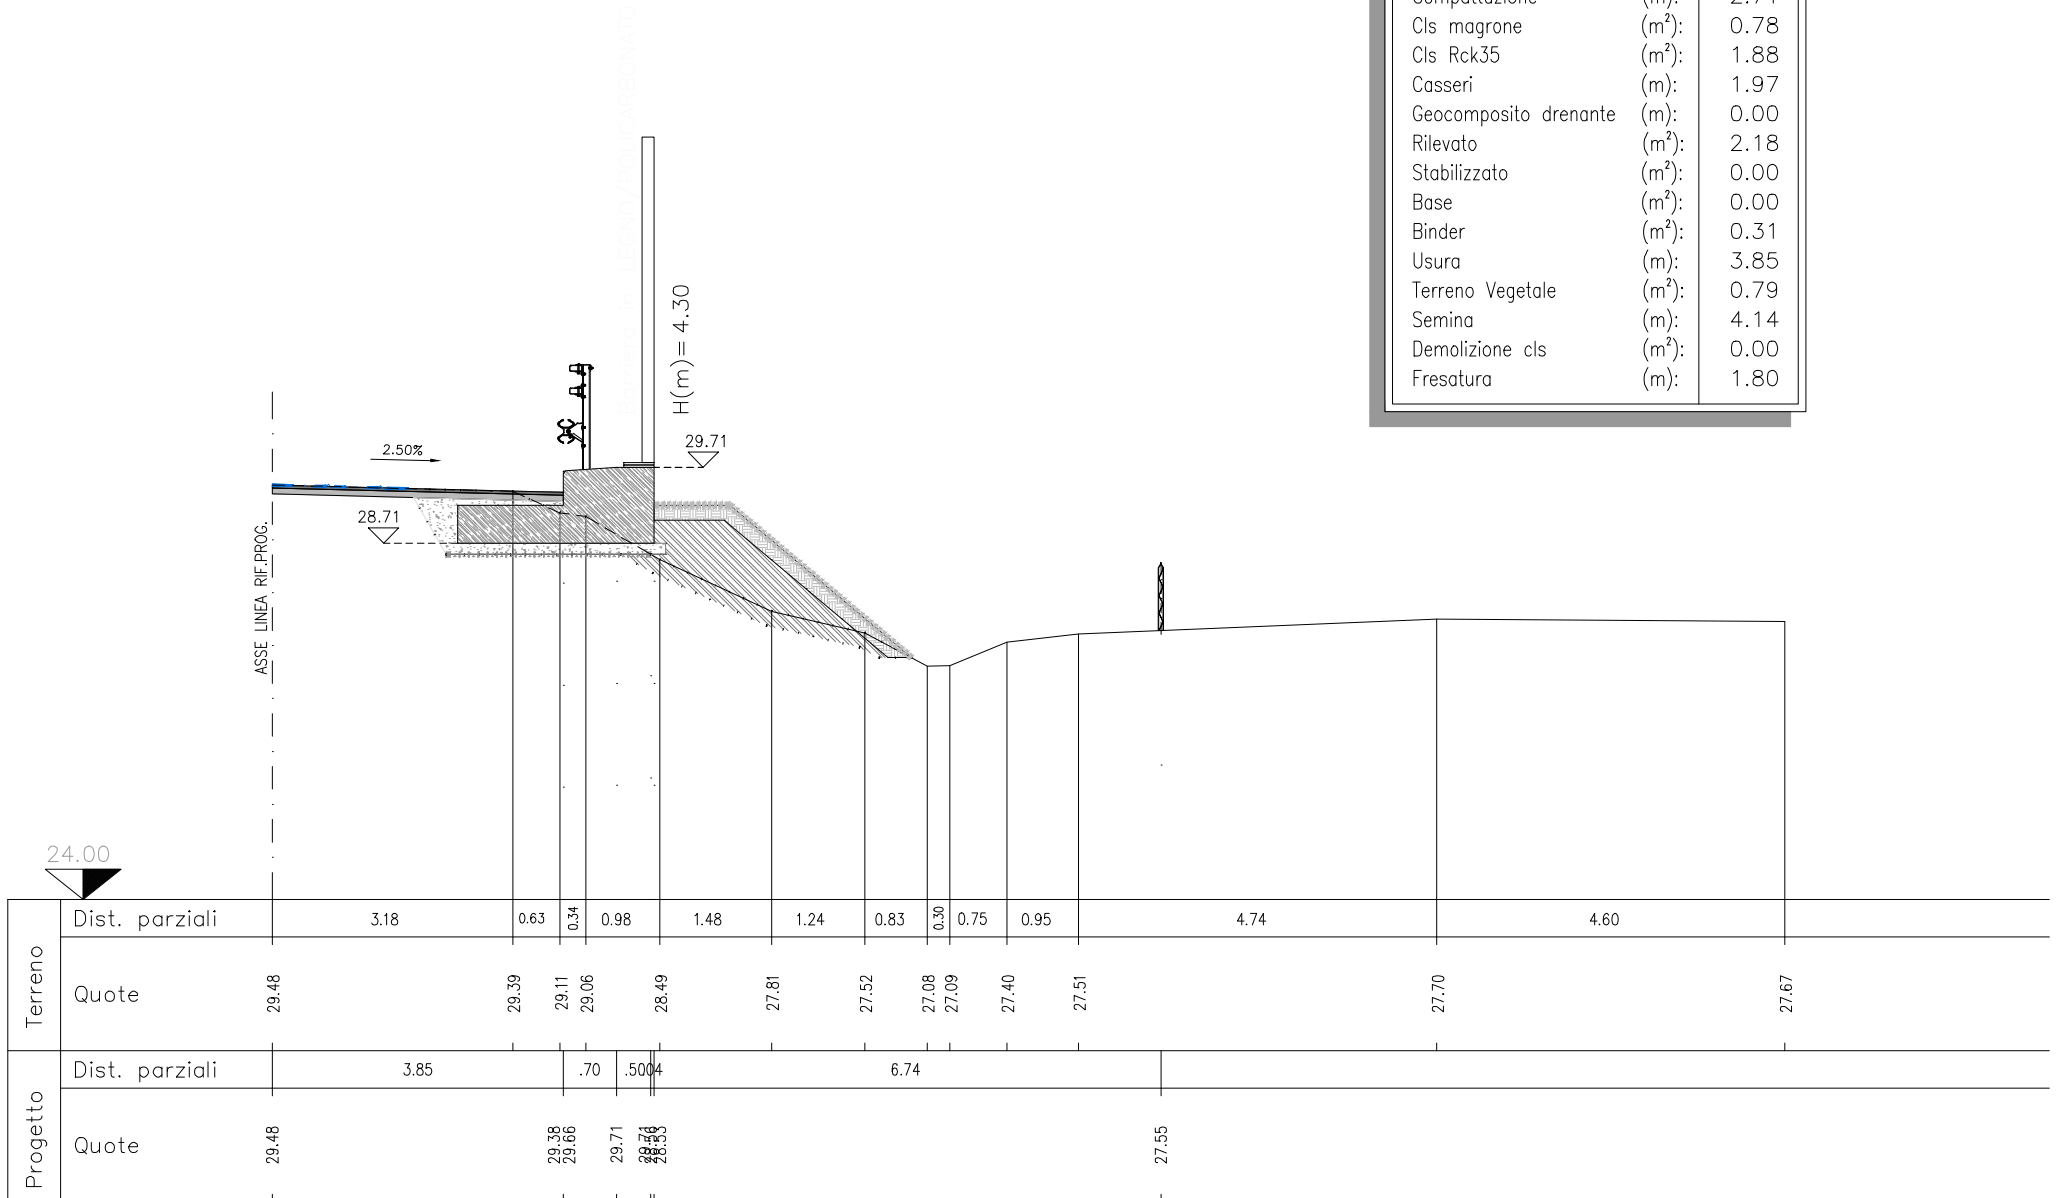 Cls magrone (m²): 0.78
Cls Rck35 (m²): 1.88
Casseri (m): 1.97
Geocomposito drenante (m): 0.00
Rilevato (m²): 2.18
Stabilizzato (m²): 0.00
Base (m²): 0.00
Binder (m²): 0.31
Usura (m): 3.85
Terreno Vegetale (m²): 0.79
Semina (m): 4.14
Demolizione cls (m²): 0.00
Fresatura (m): 1.80
H(m)= 4.30
2.50%
29.71
28.71
ASSE LINEA RIF.PROG.
24.00
Terreno
Dist. parziali 3.18 0.63 0.34 0.98 1.48 1.24 0.83 0.30 0.75 0.95 4.74 4.60
Quote 29.48 29.39 29.11 29.06 28.49 27.81 27.52 27.08 27.09 27.40 27.51 27.70 27.67
Progetto
Dist. parziali 3.85 .70 .50 04 6.74
Quote 29.48 29.38 29.66 29.71 29.71 28.53 27.55